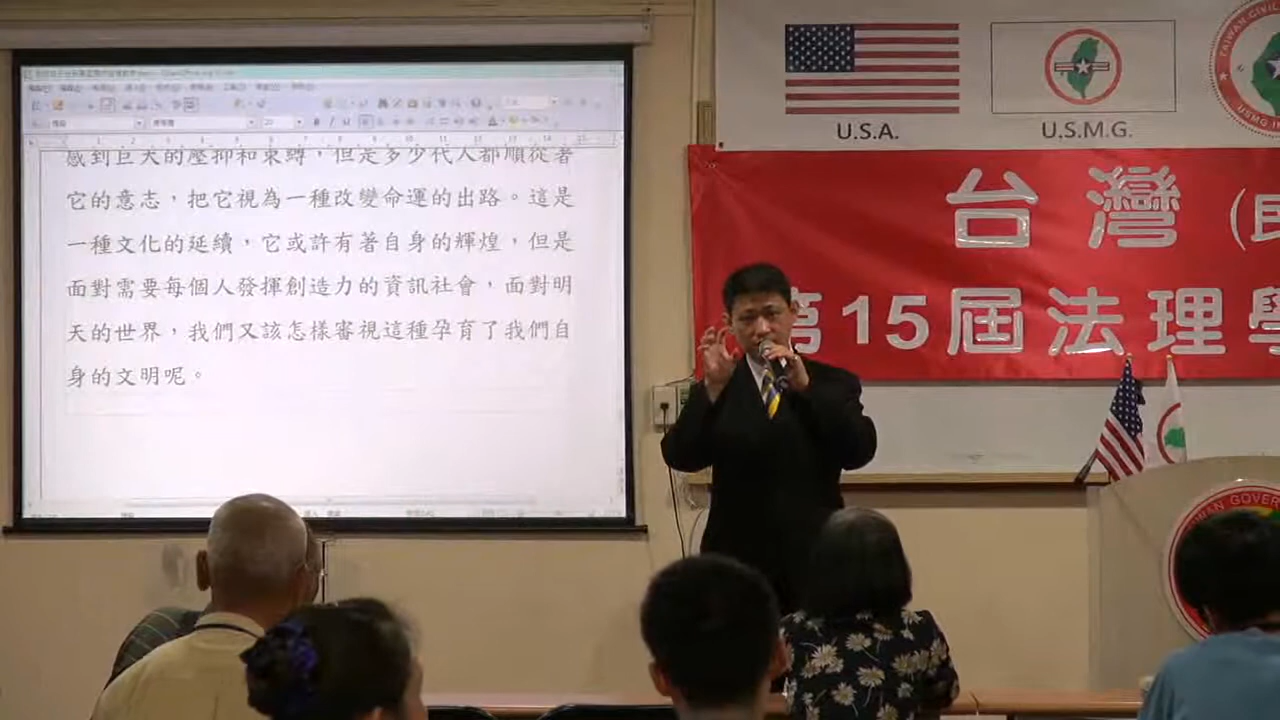 感到巨大的壓抑和束縛，但是多少代人都順從著
它的意志，把它視為一種改變命運的出路。這是
一種文化的延續，它或許有著自身的輝煌，但是
面對需要每個人發揮創造力的資訊社會，面對明
天的世界，我們又該怎樣審視這種孕育了我們自
身的文明呢。
U.S.A.
U.S.M.G.
TAIWAN CIVIL
USMG
台灣(
第15屆法理學
GOVER